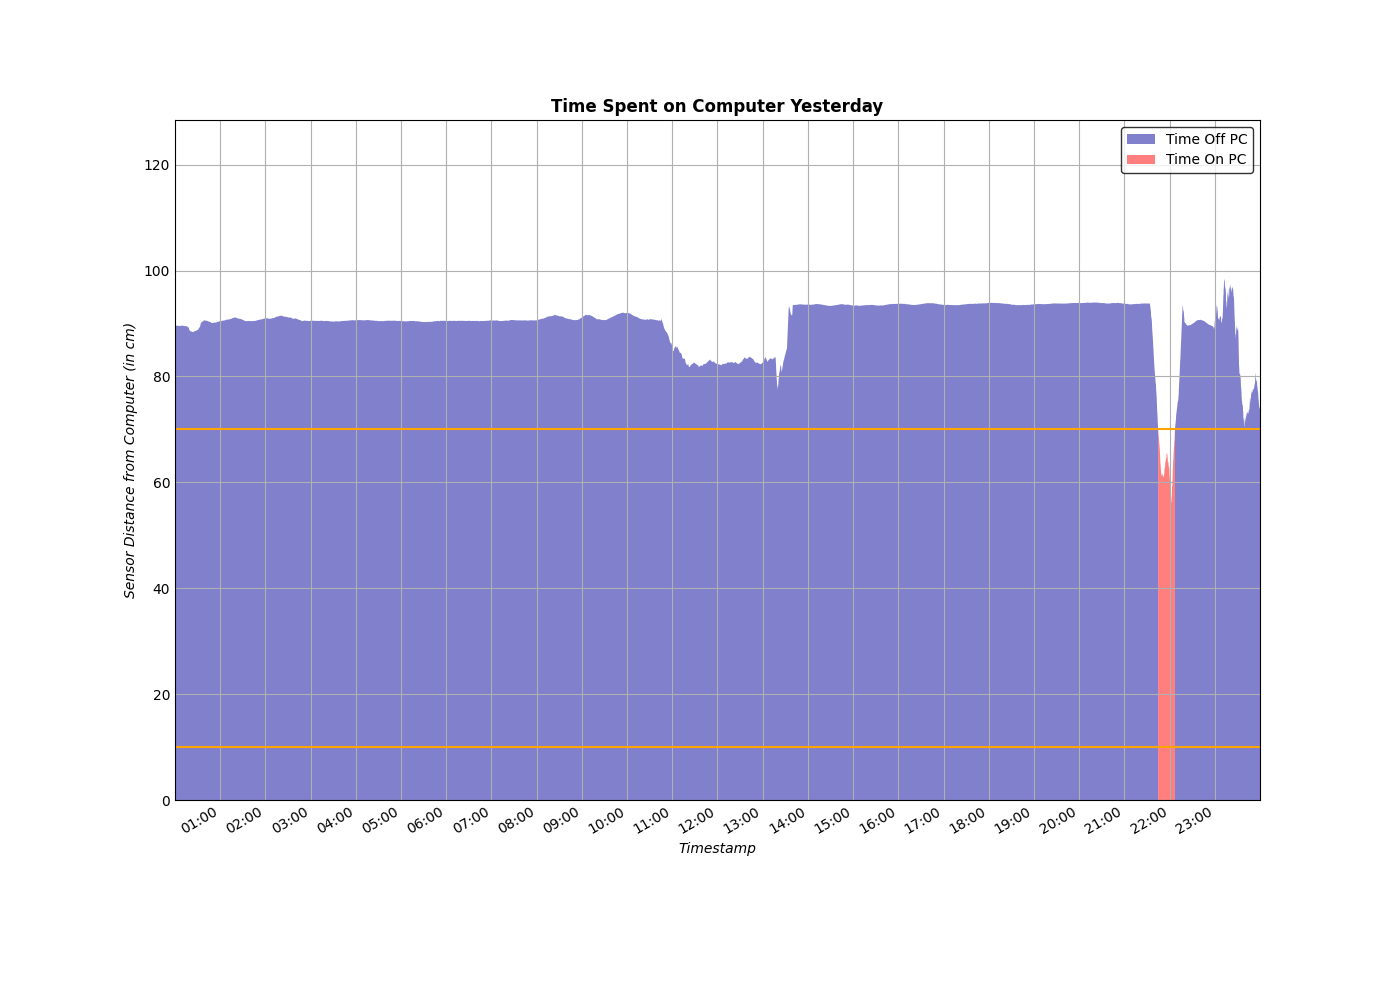 Time Spent on Computer Yesterday
Time Off PC
Time On PC
120
100
80
60
40
20
0
Sensor Distance from Computer (in cm)
01:00 02:00 03:00 04:00 05:00 06:00 07:00 08:00 09:00 10:00 11:00 12:00 13:00 14:00 15:00 16:00 17:00 18:00 19:00 20:00 21:00 22:00 23:00
Timestamp